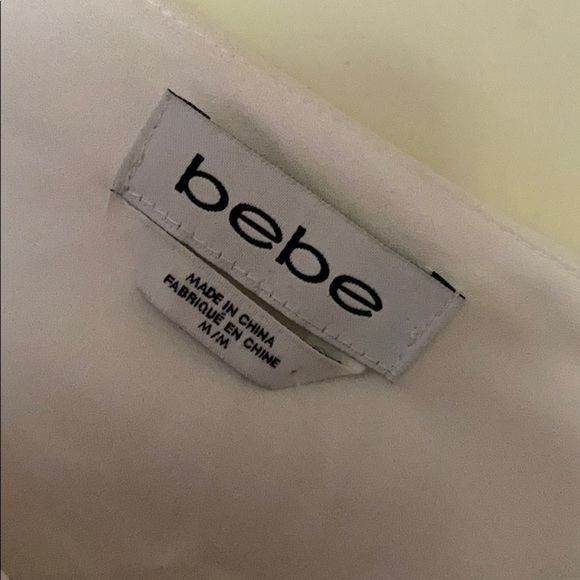 bebe
MADE IN CHINA
FABRIQUÉ EN CHINE
M/M